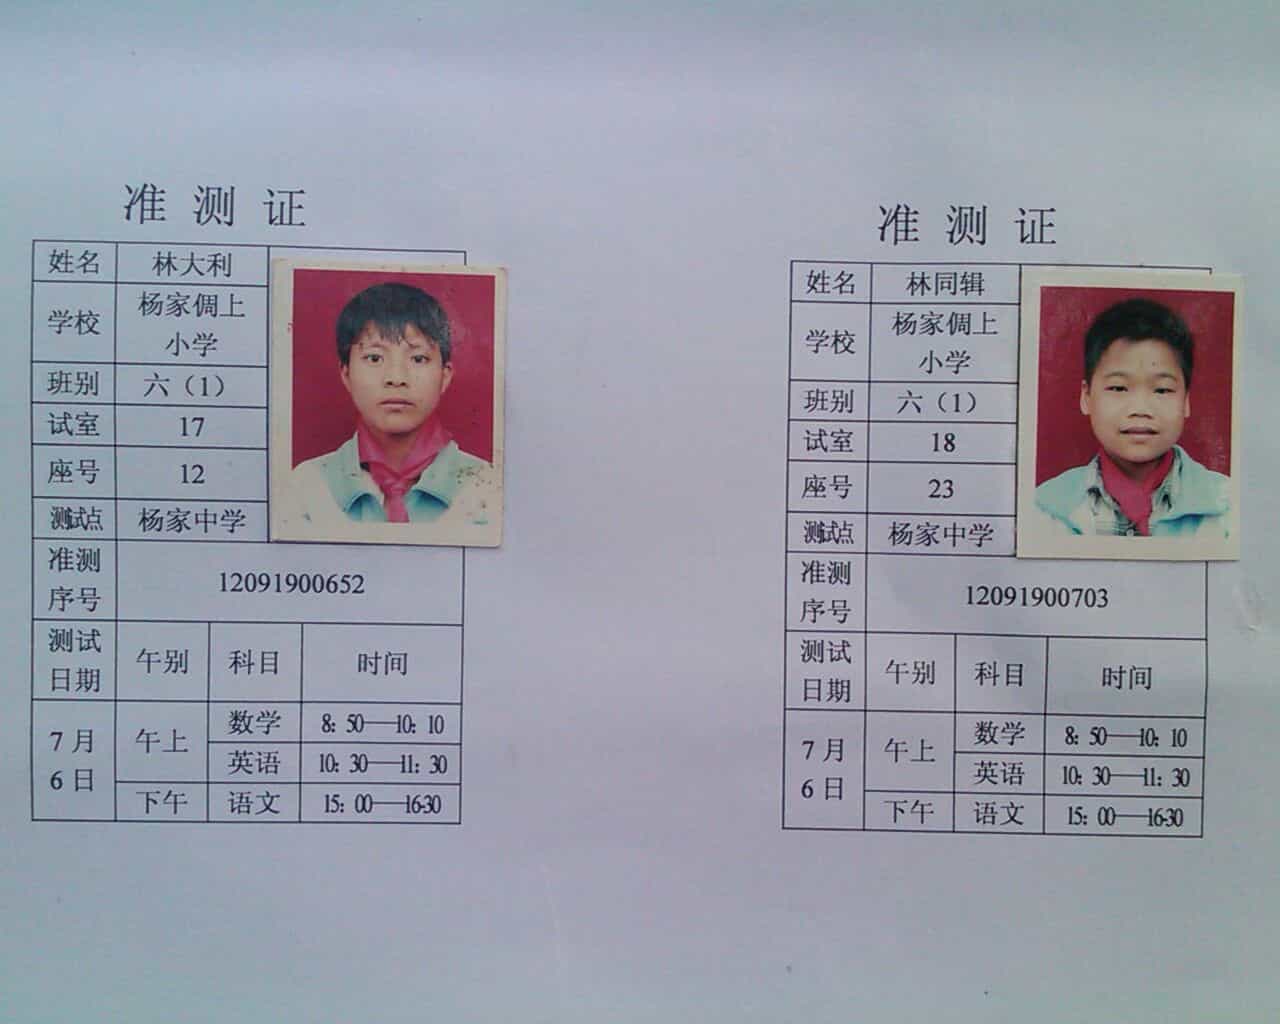 准测证
姓名 林大利
学校 杨家倜上
小学
班别 六（1）
试室 17
座号 12
测试点 杨家中学
准测
序号
12091900652
测试
日期
午别 科目 时间
7月
6日
午上 数学 8：50——10：10
英语 10：30——11：30
下午 语文 15：00——16-30
准测证
姓名 林同辑
学校 杨家倜上
小学
班别 六（1）
试室 18
座号 23
测试点 杨家中学
准测
序号
12091900703
测试
日期
午别 科目 时间
7月
6日
午上 数学 8：50——10：10
英语 10：30——11：30
下午 语文 15：00——16-30